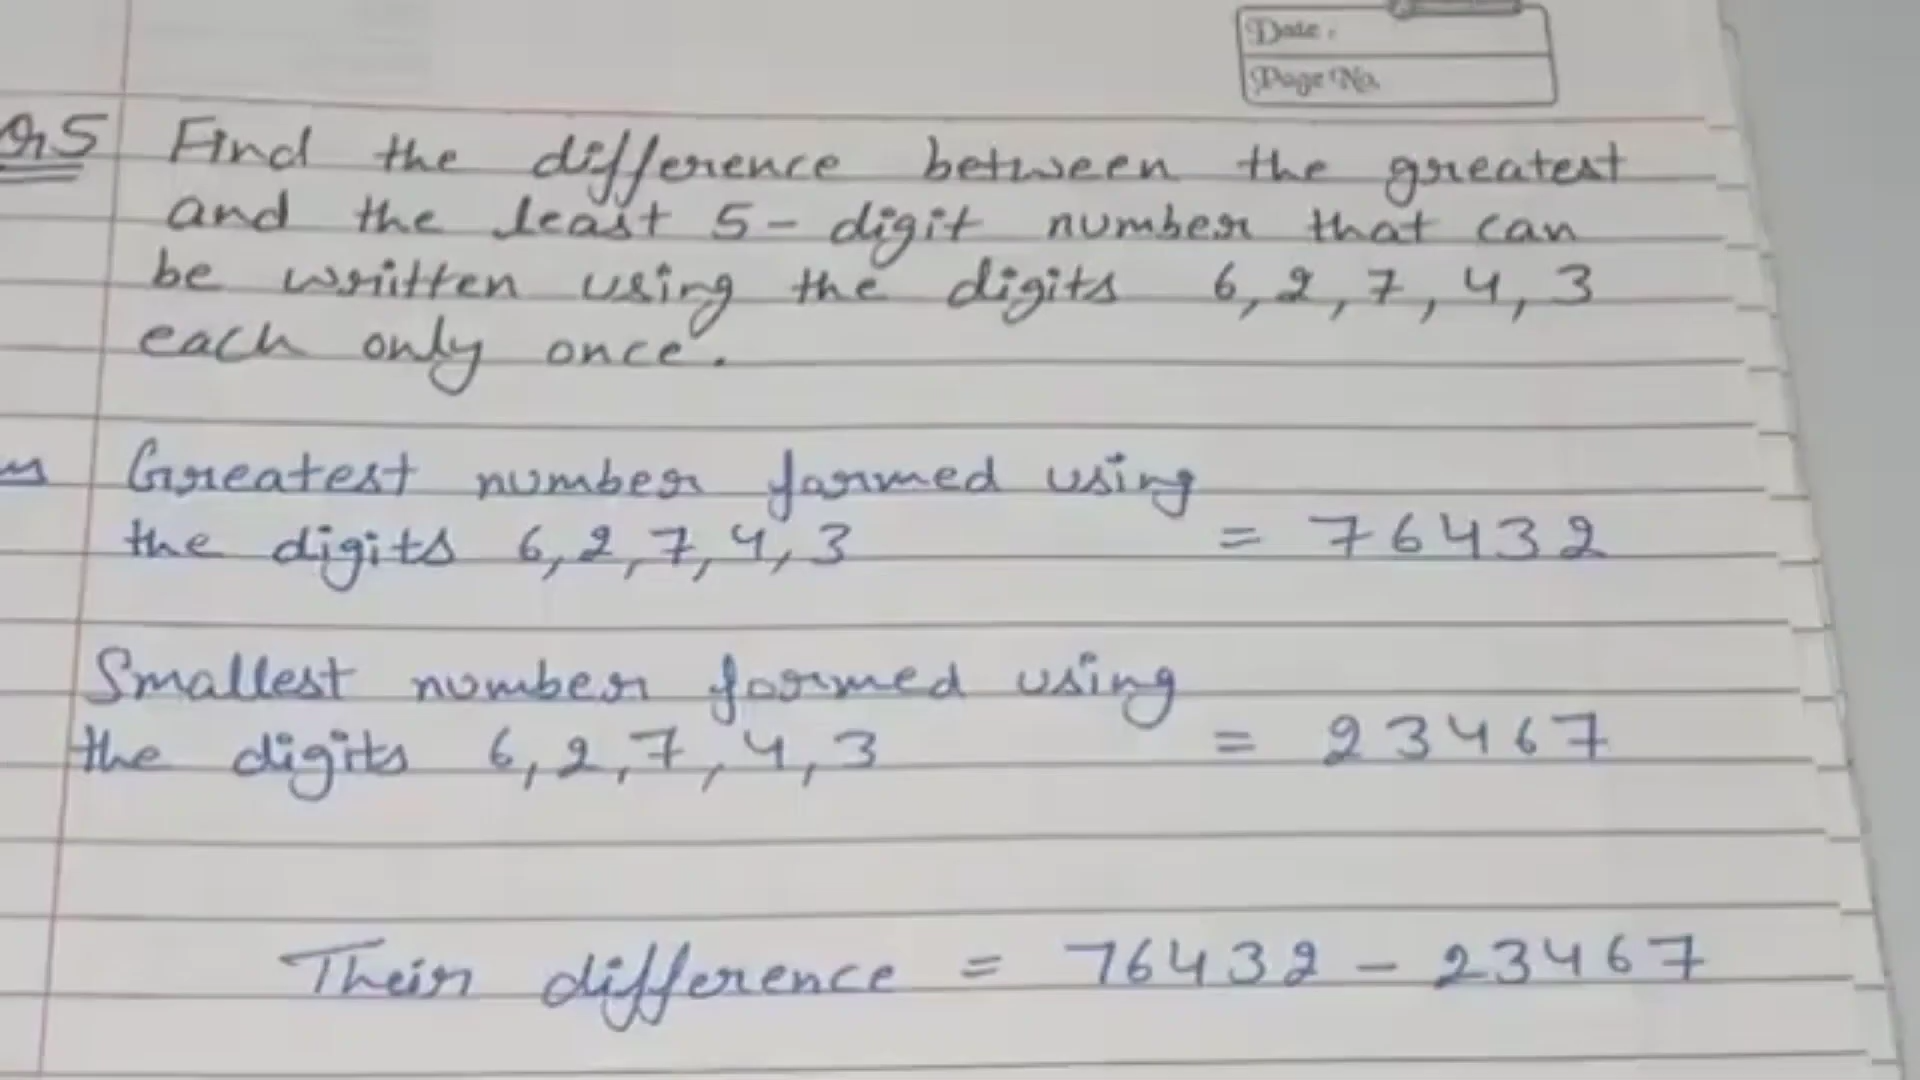 Date :
Page No.
Q5 Find the difference between the greatest
and the least 5-digit number that can
be written using the digits 6, 2, 7, 4, 3
each only once.
Greatest number formed using
the digits 6, 2, 7, 4, 3 = 76432
Smallest number formed using
the digits 6, 2, 7, 4, 3 = 23467
Their difference = 76432 - 23467